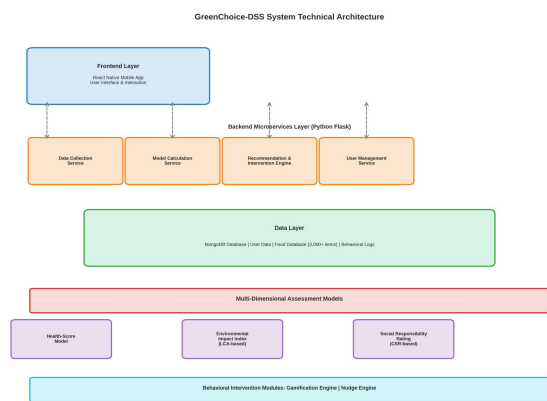 GreenChoice-DSS System Technical Architecture
Frontend Layer
React Native Mobile App
User Interface & Interaction
Backend Microservices Layer (Python Flask)
Data Collection
Service
Model Calculation
Service
Recommendation &
Intervention Engine
User Management
Service
Data Layer
MongoDB Database | User Data | Food Database (3,000+ items) | Behavioral Logs
Multi-Dimensional Assessment Models
Health-Score
Model
Environmental
Impact Index
(LCA-based)
Social Responsibility
Rating
(CSR-based)
Behavioral Intervention Modules: Gamification Engine | Nudge Engine